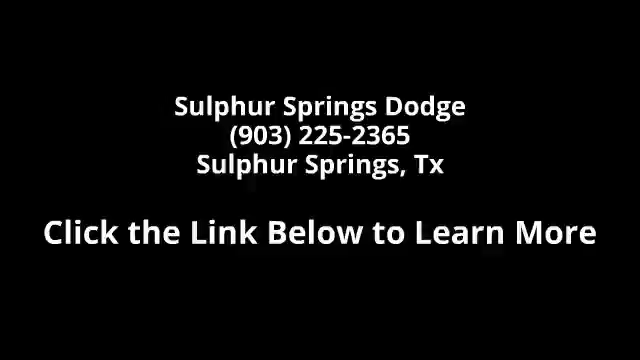 Sulphur Springs Dodge
(903) 225-2365
Sulphur Springs, Tx
Click the Link Below to Learn More